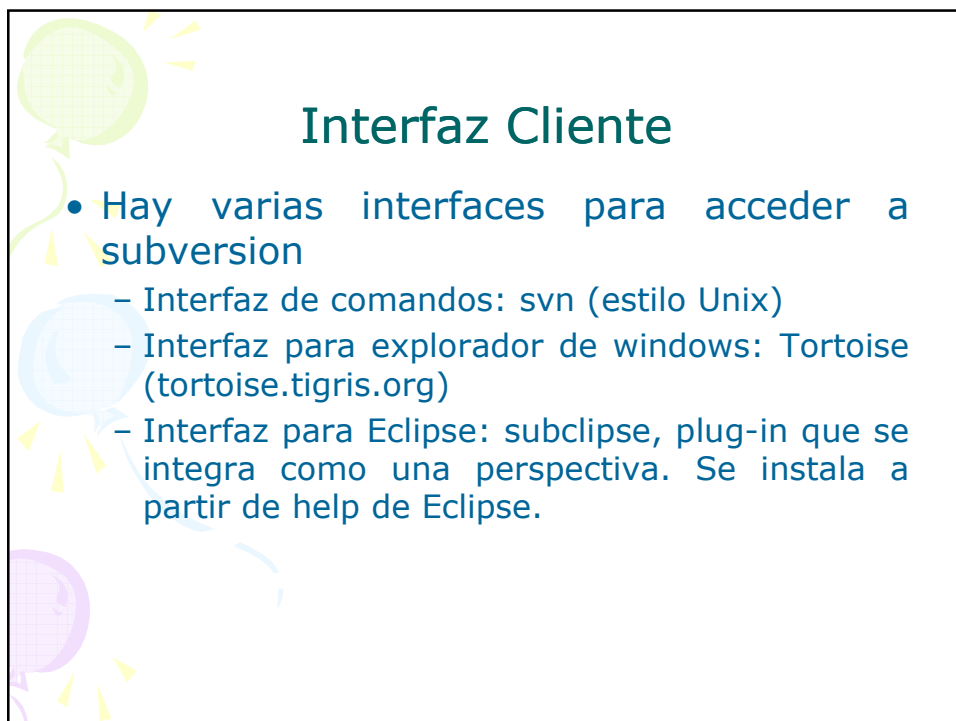 Interfaz Cliente
• Hay varias interfaces para acceder a
subversion
– Interfaz de comandos: svn (estilo Unix)
– Interfaz para explorador de windows: Tortoise
(tortoise.tigris.org)
– Interfaz para Eclipse: subclipse, plug-in que se
integra como una perspectiva. Se instala a
partir de help de Eclipse.